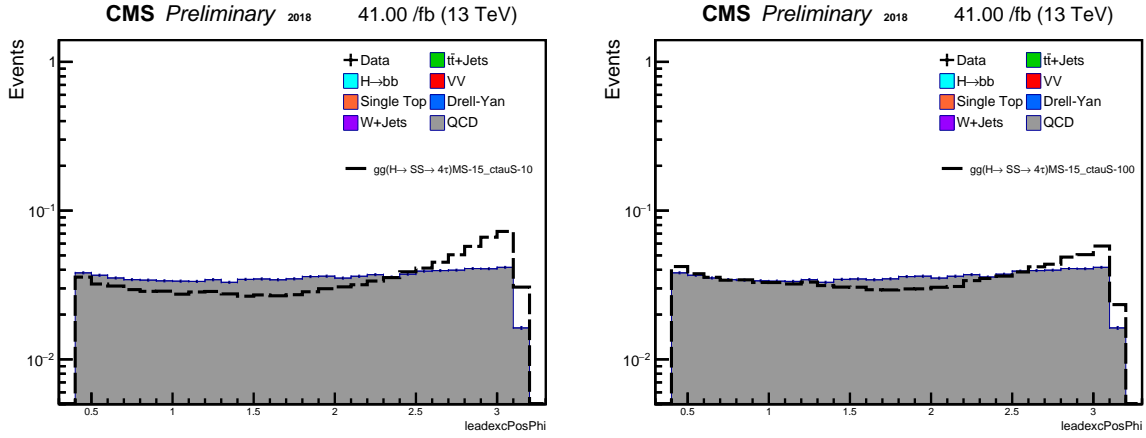 CMS Preliminary 2018 41.00 /fb (13 TeV)
Events
1
10⁻¹
10⁻²
Data
tt̄+Jets
H→bb
VV
Single Top
Drell-Yan
W+Jets
QCD
gg(H→ SS→ 4τ)MS-15_ctauS-10
0.5 1 1.5 2 2.5 3
leadexcPosPhi
CMS Preliminary 2018 41.00 /fb (13 TeV)
Events
1
10⁻¹
10⁻²
Data
tt̄+Jets
H→bb
VV
Single Top
Drell-Yan
W+Jets
QCD
gg(H→ SS→ 4τ)MS-15_ctauS-100
0.5 1 1.5 2 2.5 3
leadexcPosPhi